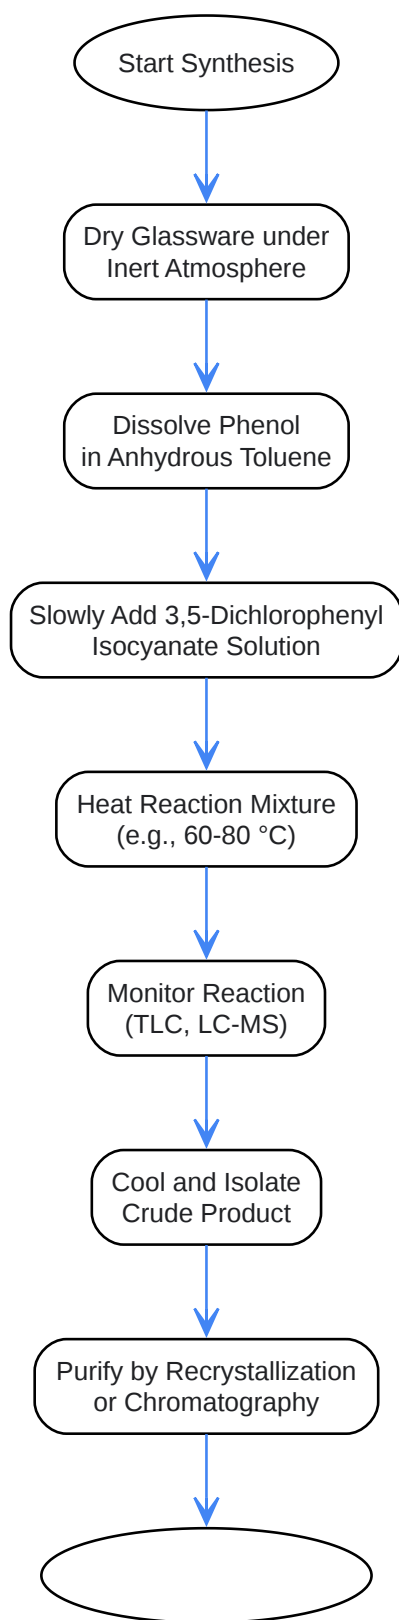 Start Synthesis
Dry Glassware under
Inert Atmosphere
Dissolve Phenol
in Anhydrous Toluene
Slowly Add 3,5-Dichlorophenyl
Isocyanate Solution
Heat Reaction Mixture
(e.g., 60-80 °C)
Monitor Reaction
(TLC, LC-MS)
Cool and Isolate
Crude Product
Purify by Recrystallization
or Chromatography